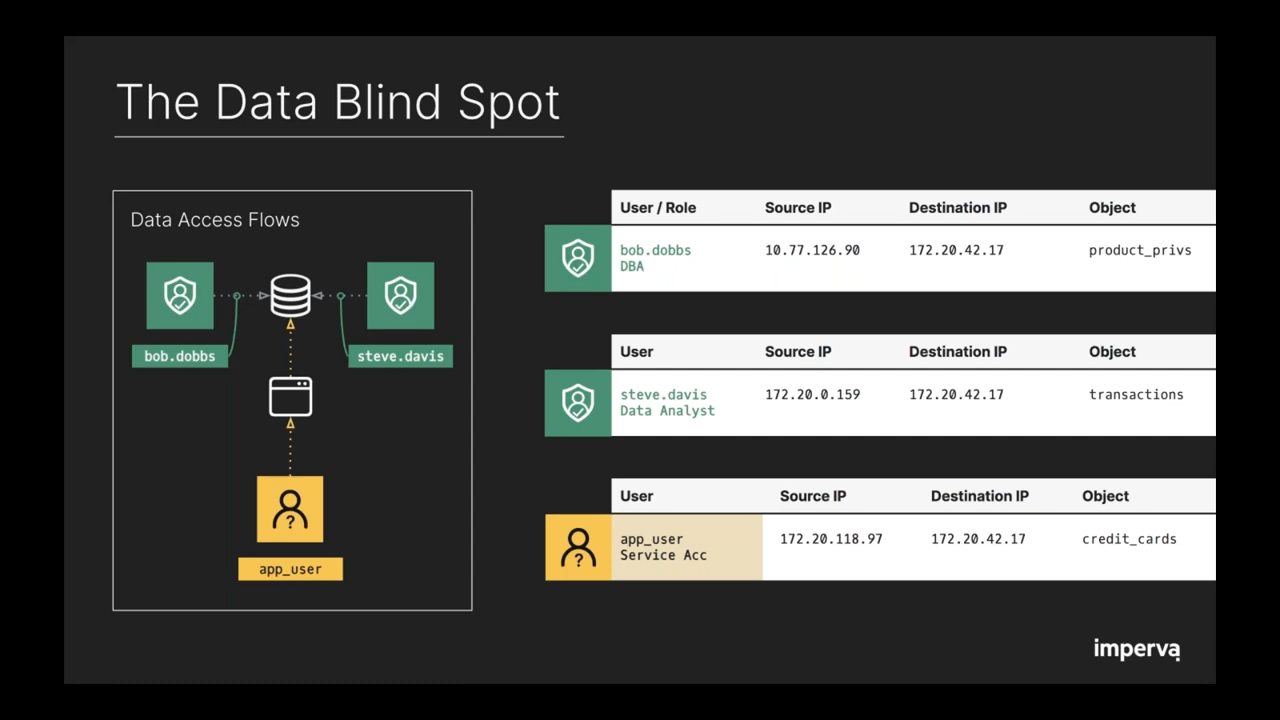 The Data Blind Spot
Data Access Flows
bob.dobbs
steve.davis
?
app_user
User / Role Source IP Destination IP Object
bob.dobbs 10.77.126.90 172.20.42.17 product_privs
DBA
User Source IP Destination IP Object
steve.davis 172.20.0.159 172.20.42.17 transactions
Data Analyst
User Source IP Destination IP Object
app_user 172.20.118.97 172.20.42.17 credit_cards
Service Acc
?
imperva